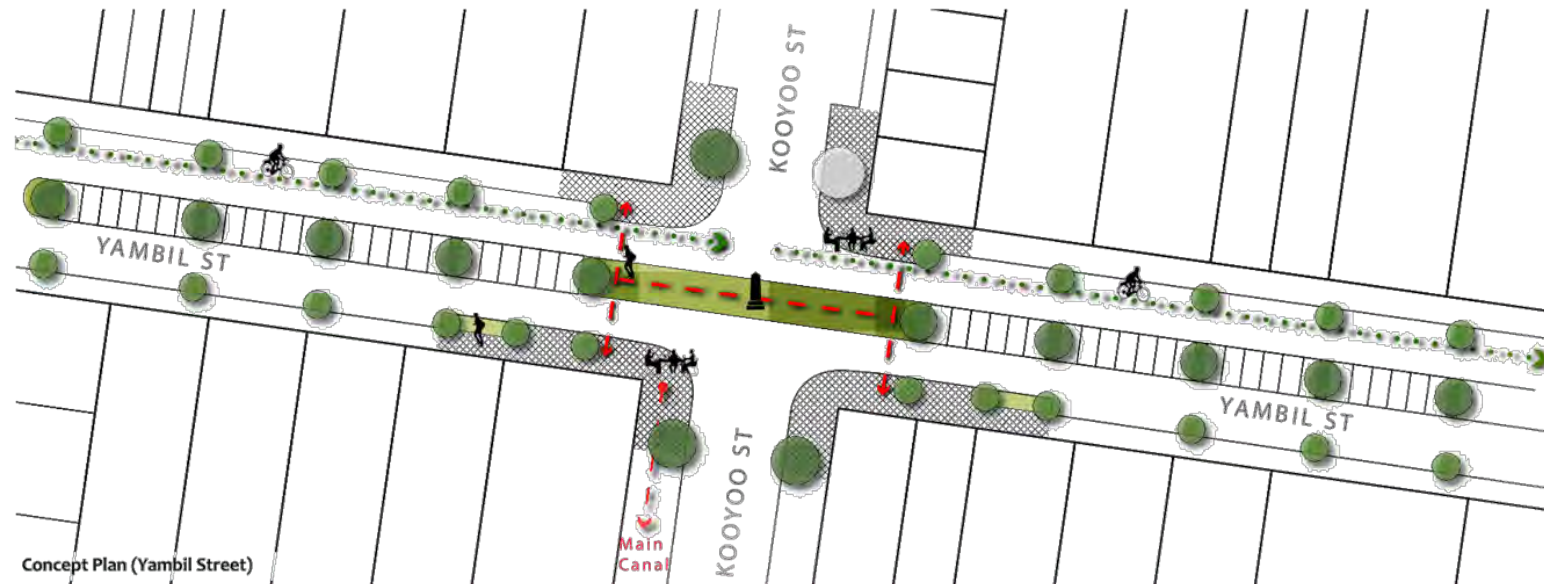 KOOYOO ST
YAMBIL ST
YAMBIL ST
KOOYOO ST
Main
Canal
Concept Plan (Yambil Street)